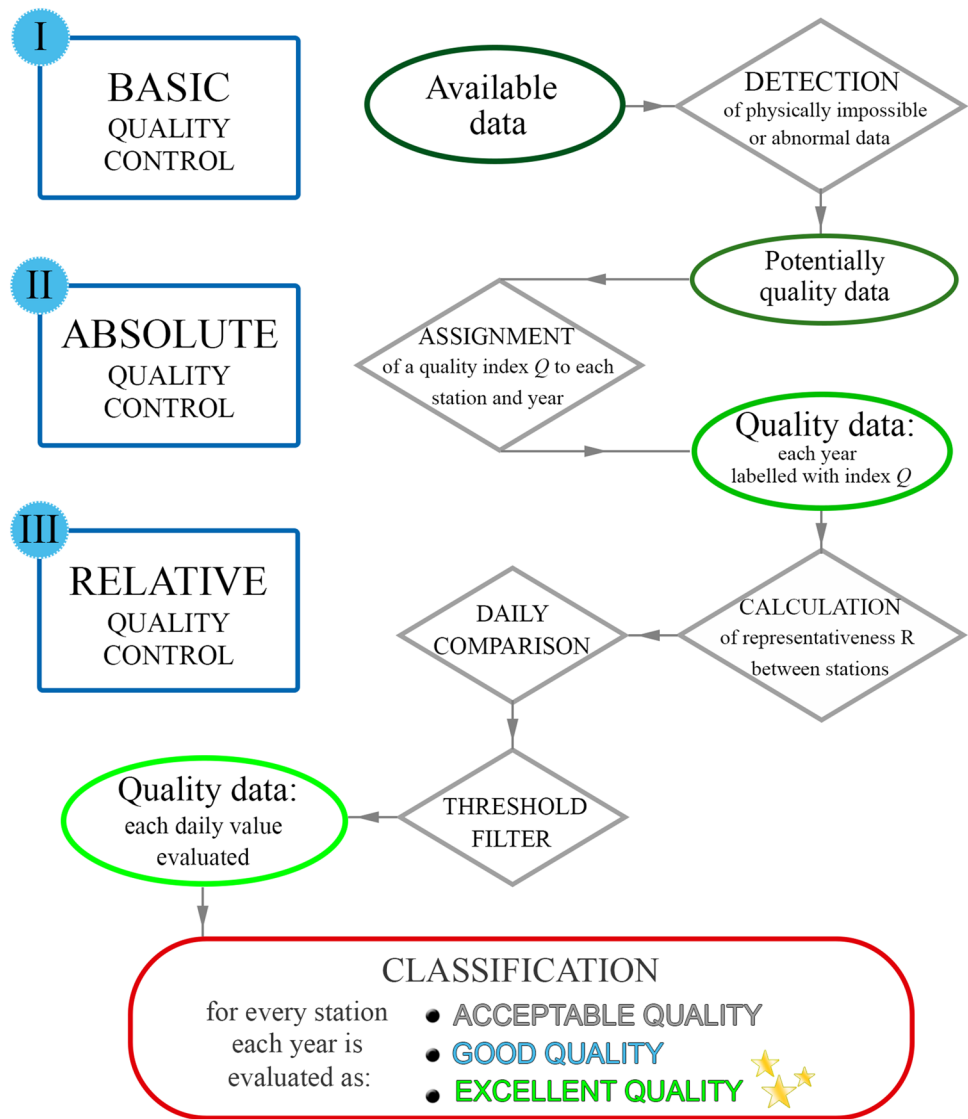 I
BASIC
QUALITY
CONTROL
Available
data
DETECTION
of physically impossible
or abnormal data
Potentially
quality data
II
ABSOLUTE
QUALITY
CONTROL
ASSIGNMENT
of a quality index Q to each
station and year
Quality data:
each year
labelled with index Q
III
RELATIVE
QUALITY
CONTROL
CALCULATION
of representativeness R
between stations
DAILY
COMPARISON
THRESHOLD
FILTER
Quality data:
each daily value
evaluated
CLASSIFICATION
for every station
each year is
evaluated as:
• ACCEPTABLE QUALITY
• GOOD QUALITY
• EXCELLENT QUALITY